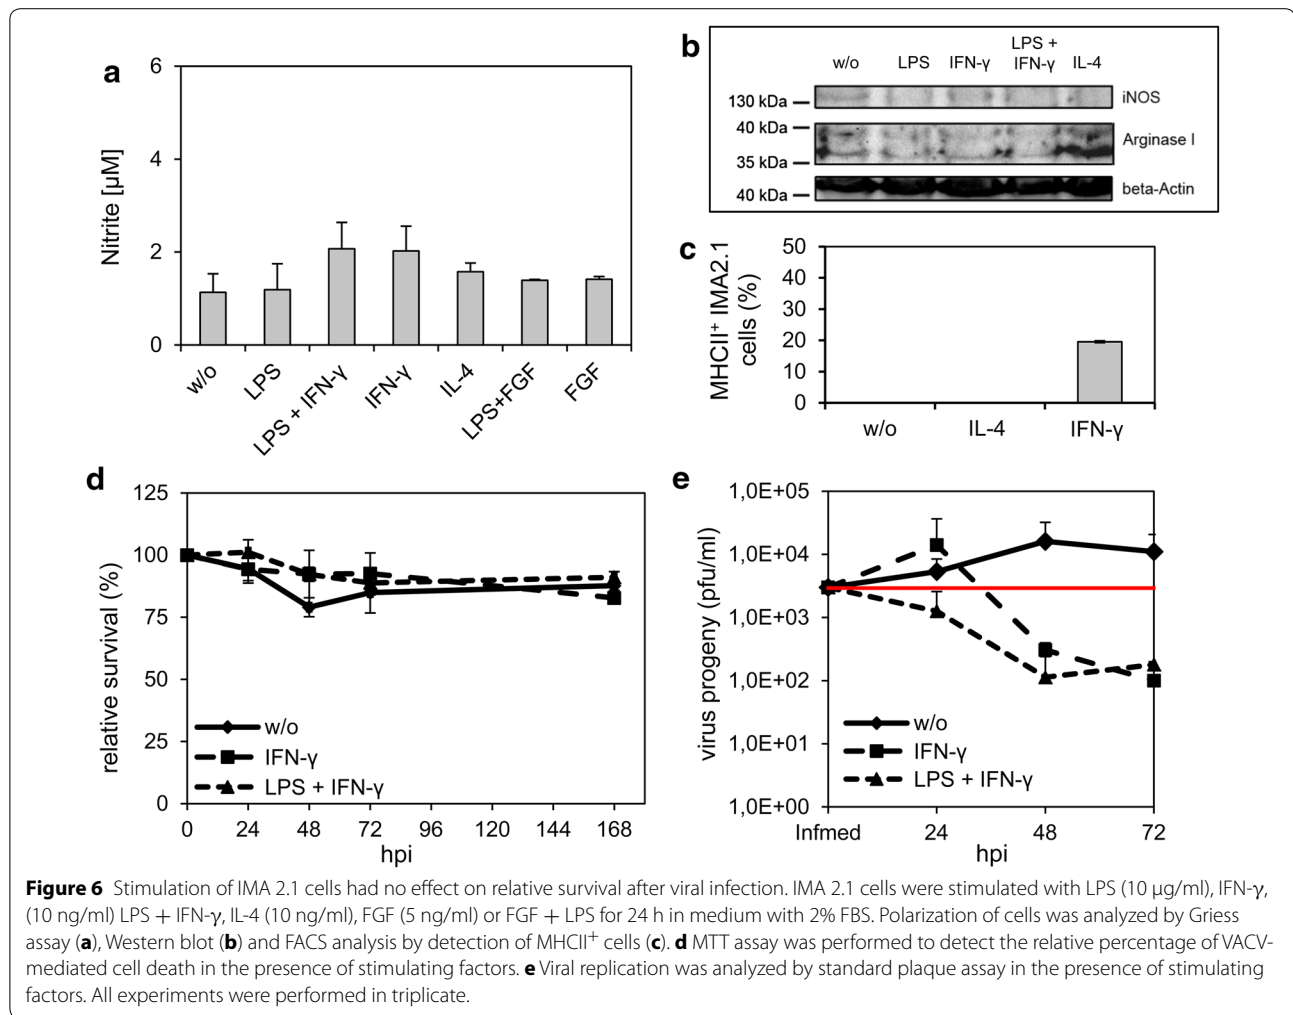 a
6
4
2
0
Nitrite [µM]
w/o
LPS
LPS + IFN-γ
IFN-γ
IL-4
LPS+FGF
FGF
b
w/o
LPS
IFN-γ
LPS +
IFN-γ
IL-4
130 kDa
iNOS
40 kDa
Arginase I
35 kDa
beta-Actin
40 kDa
c
50
40
30
20
10
0
MHCII⁺ IMA2.1
cells (%)
w/o
IL-4
IFN-γ
d
125
100
75
50
25
0
relative survival (%)
w/o
IFN-γ
LPS + IFN-γ
0 24 48 72 96 120 144 168
hpi
e
1,0E+05
1,0E+04
1,0E+03
1,0E+02
1,0E+01
1,0E+00
virus progeny (pfu/ml)
w/o
IFN-γ
LPS + IFN-γ
Infmed 24 48 72
hpi
Figure 6 Stimulation of IMA 2.1 cells had no effect on relative survival after viral infection. IMA 2.1 cells were stimulated with LPS (10 µg/ml), IFN-γ,
(10 ng/ml) LPS + IFN-γ, IL-4 (10 ng/ml), FGF (5 ng/ml) or FGF + LPS for 24 h in medium with 2% FBS. Polarization of cells was analyzed by Griess
assay (a), Western blot (b) and FACS analysis by detection of MHCII⁺ cells (c). d MTT assay was performed to detect the relative percentage of VACV-
mediated cell death in the presence of stimulating factors. e Viral replication was analyzed by standard plaque assay in the presence of stimulating
factors. All experiments were performed in triplicate.